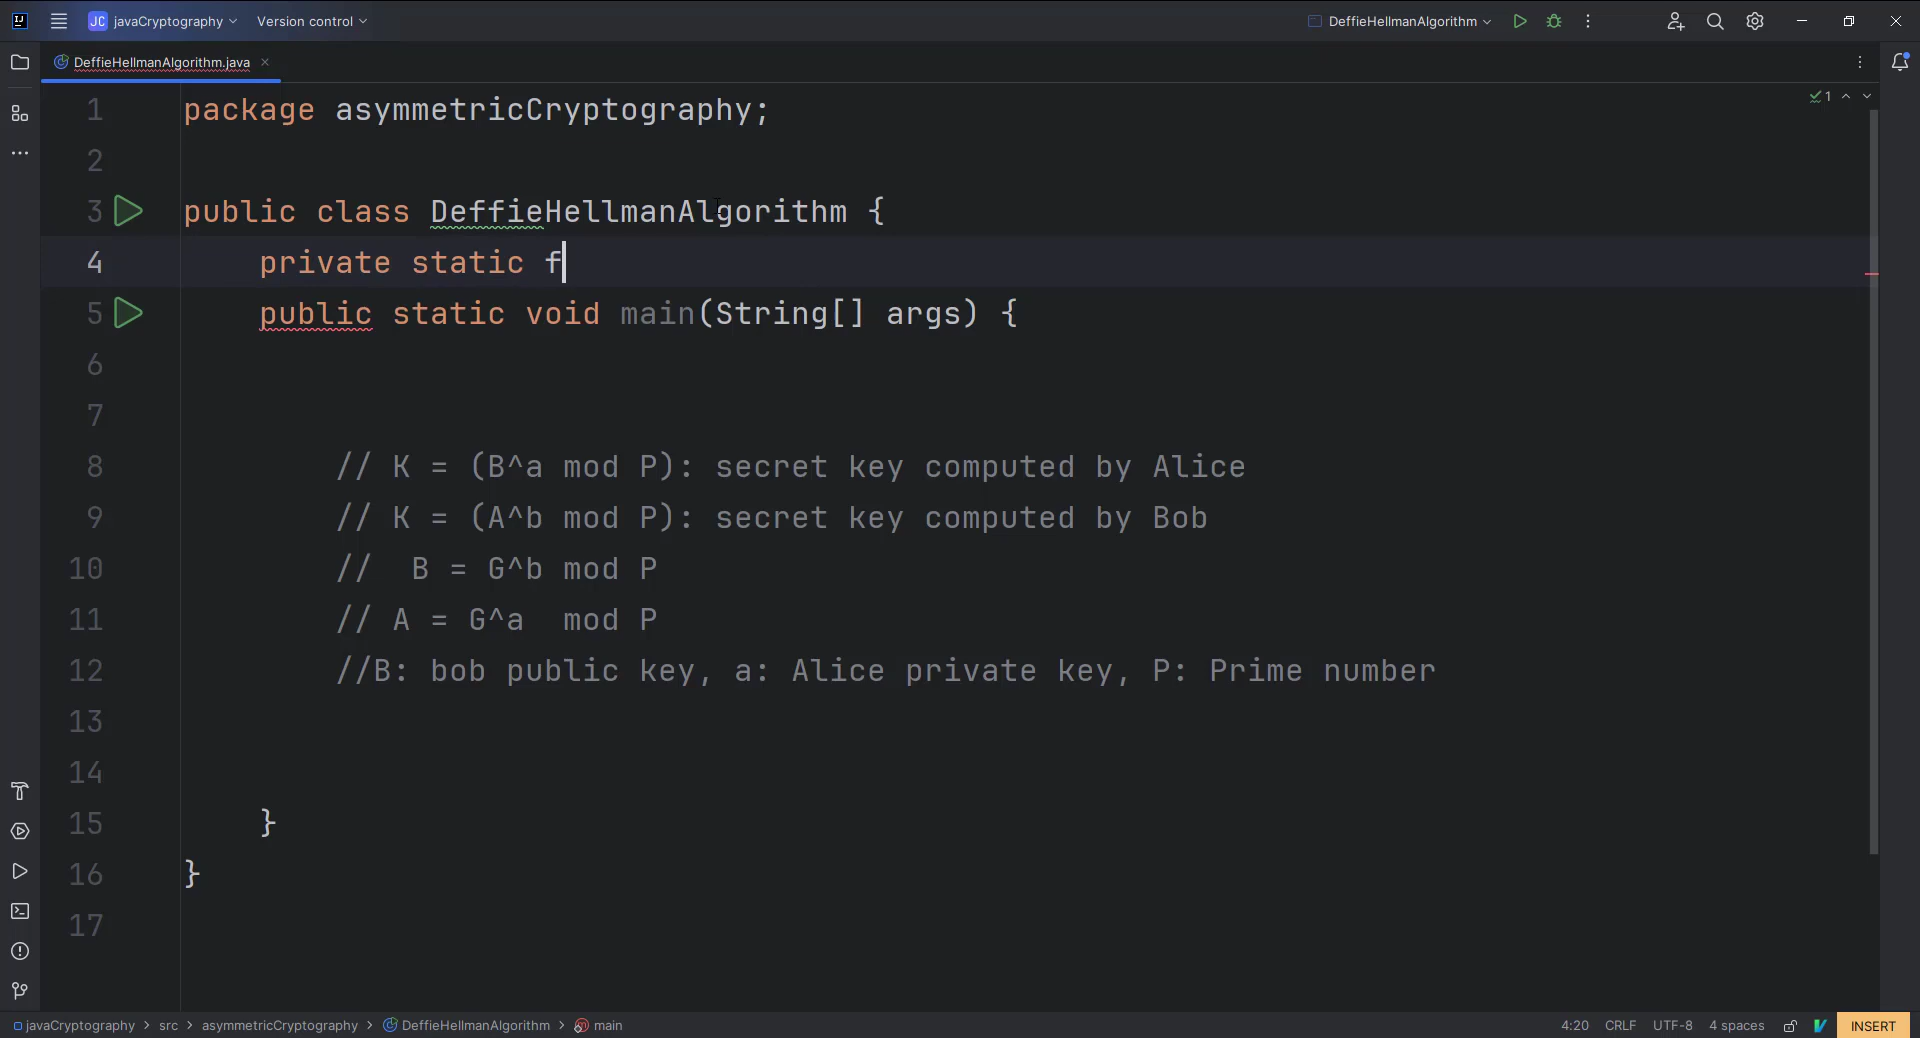 JC javaCryptography Version control DeffieHellmanAlgorithm
DeffieHellmanAlgorithm.java
1 package asymmetricCryptography;
1
2
3 public class DeffieHellmanAlgorithm {
4 private static f
5 public static void main(String[] args) {
6
7
8 // K = (B^a mod P): secret key computed by Alice
9 // K = (A^b mod P): secret key computed by Bob
10 //  B = G^b mod P
11 // A = G^a  mod P
12 //B: bob public key, a: Alice private key, P: Prime number
13
14
15 }
16 }
17
javaCryptography > src > asymmetricCryptography > DeffieHellmanAlgorithm > main 4:20 CRLF UTF-8 4 spaces INSERT